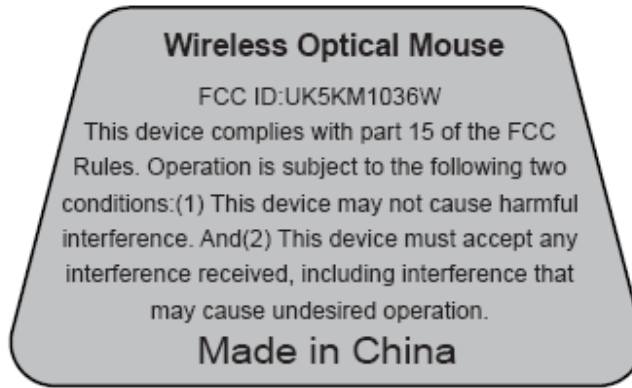 Wireless Optical Mouse
FCC ID:UK5KM1036W
This device complies with part 15 of the FCC
Rules. Operation is subject to the following two
conditions:(1) This device may not cause harmful
interference. And(2) This device must accept any
interference received, including interference that
may cause undesired operation.
Made in China